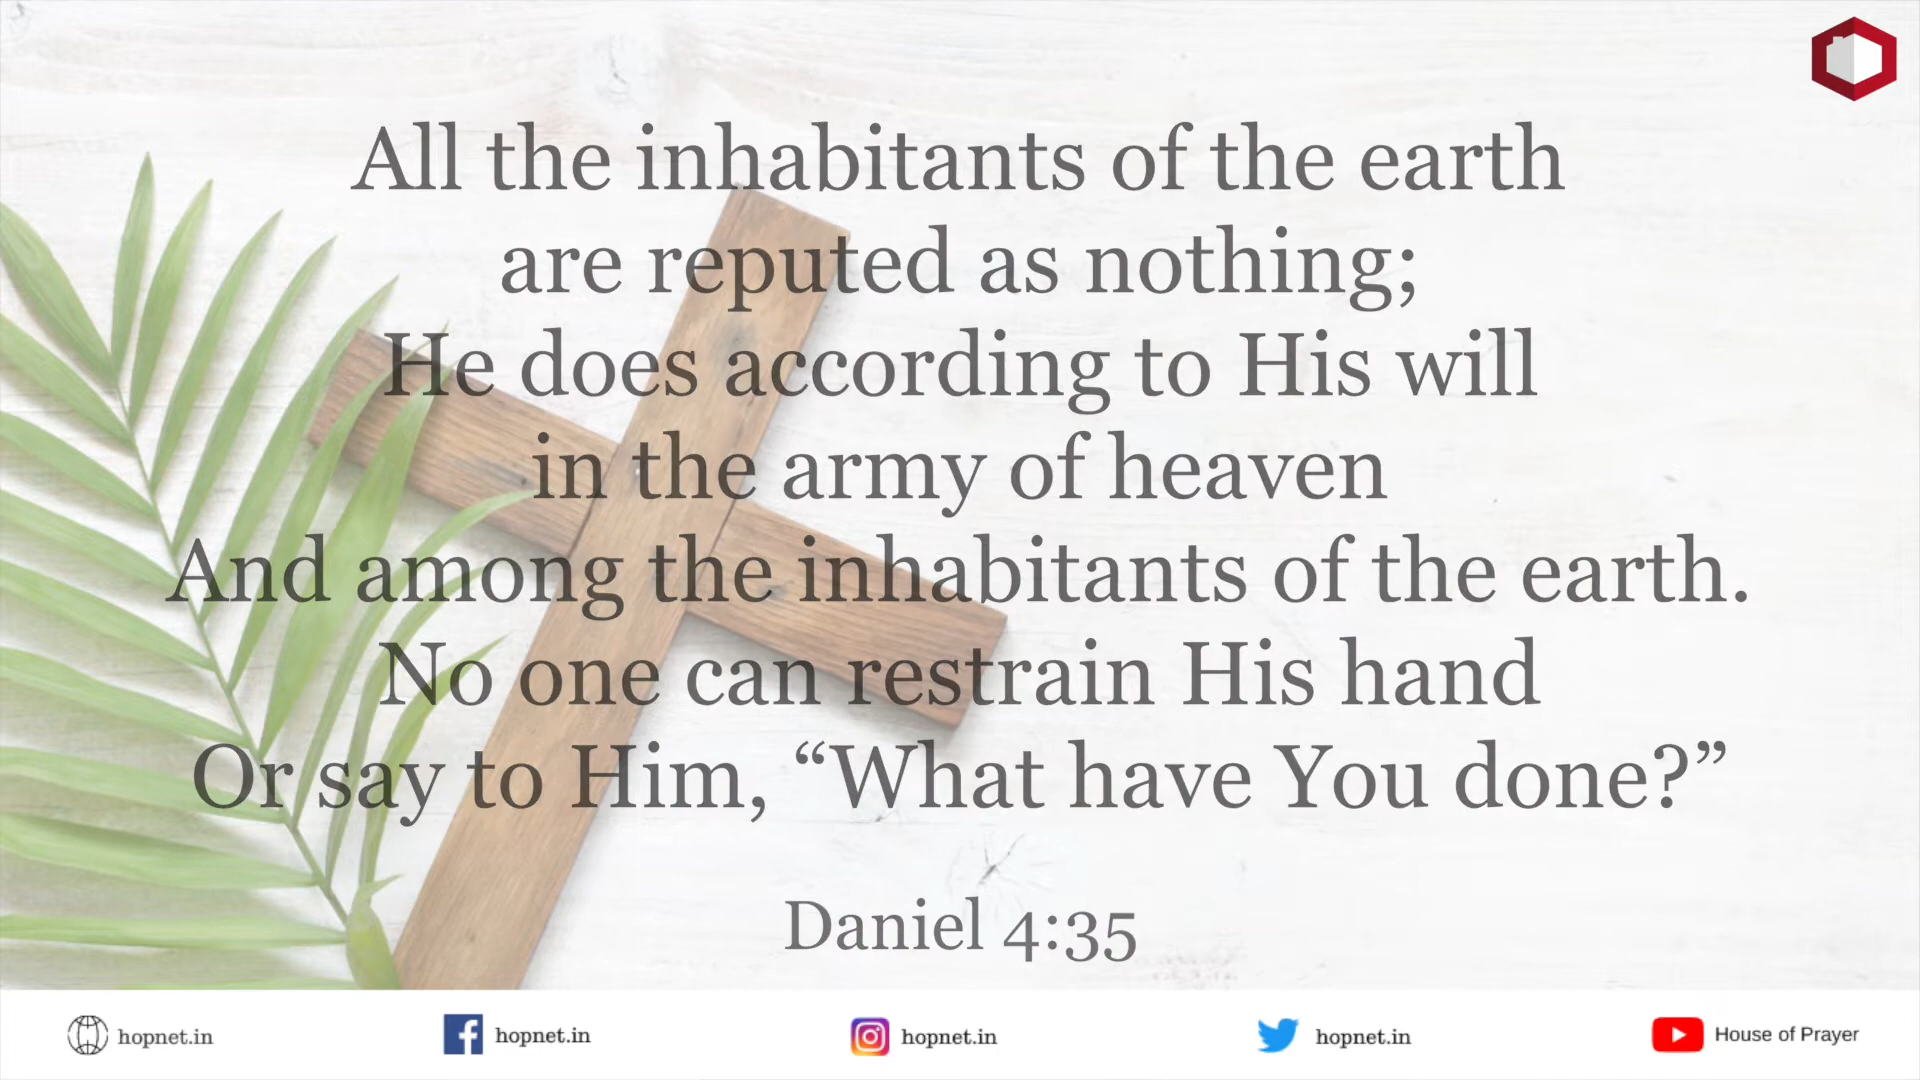 All the inhabitants of the earth
are reputed as nothing;
He does according to His will
in the army of heaven
And among the inhabitants of the earth.
No one can restrain His hand
Or say to Him, “What have You done?”
Daniel 4:35
hopnet.in
hopnet.in
hopnet.in
hopnet.in
House of Prayer